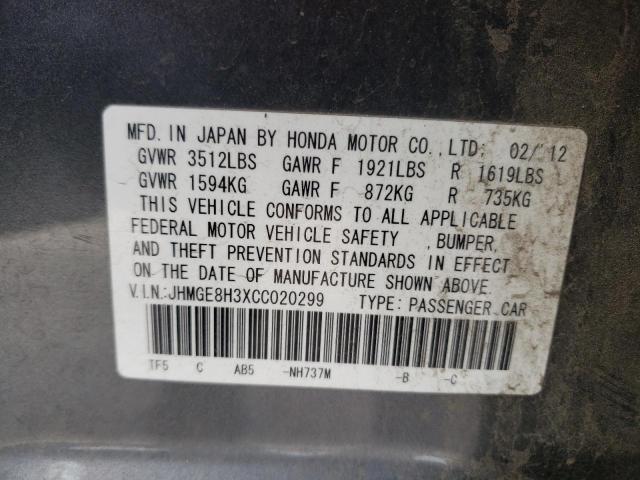 MFD. IN JAPAN BY HONDA MOTOR CO.,LTD. 02/12
GVWR 3512LBS GAWR F 1921LBS R 1619LBS
GVWR 1594KG GAWR F 872KG R 735KG
THIS VEHICLE CONFORMS TO ALL APPLICABLE
FEDERAL MOTOR VEHICLE SAFETY ,BUMPER,
AND THEFT PREVENTION STANDARDS IN EFFECT
ON THE DATE OF MANUFACTURE SHOWN ABOVE.
V.I.N.:JHMGE8H3XCC020299 TYPE: PASSENGER CAR
TF5 C AB5 -NH737M -B -C